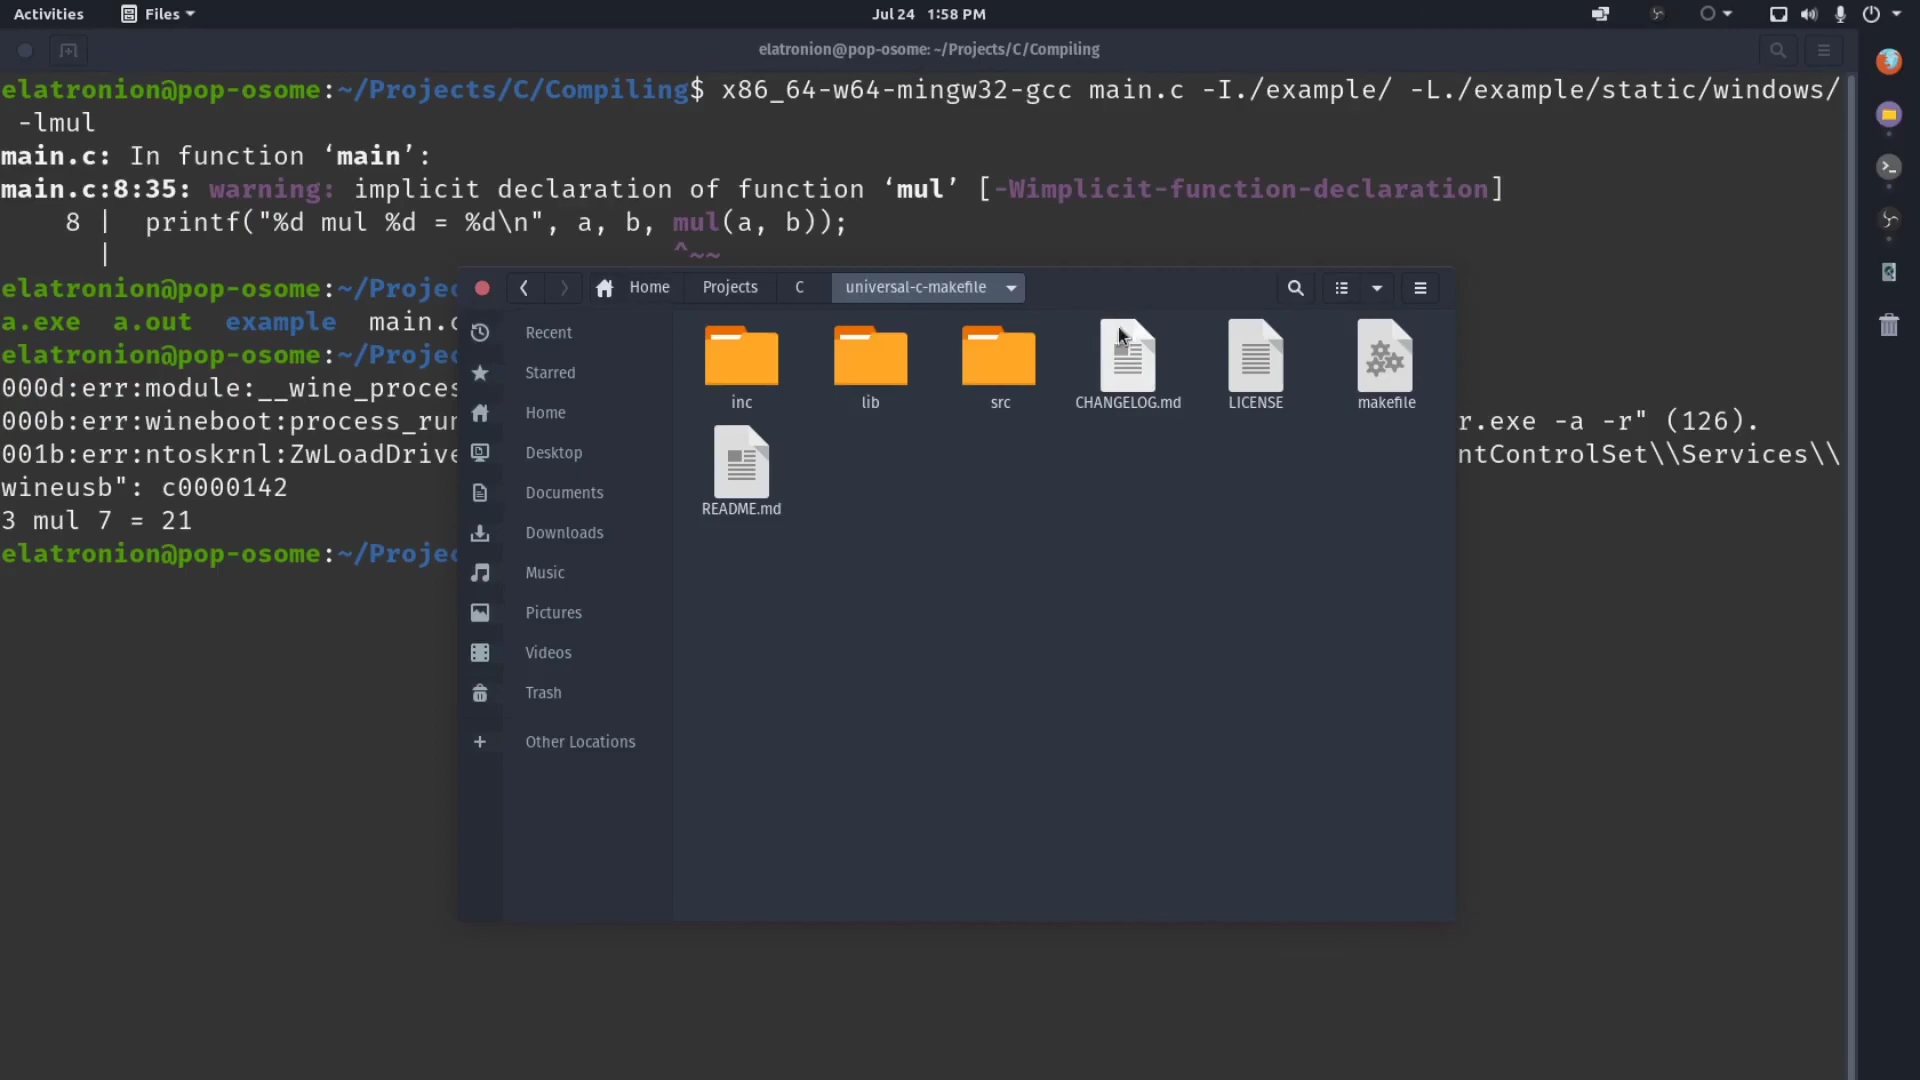 Activities
Files
Jul 24 1:58 PM
elatronion@pop-osome: ~/Projects/C/Compiling
elatronion@pop-osome:~/Projects/C/Compiling$ x86_64-w64-mingw32-gcc main.c -I./example/ -L./example/static/windows/
-lmul
main.c: In function ‘main’:
main.c:8:35: warning: implicit declaration of function ‘mul’ [-Wimplicit-function-declaration]
8 | printf("%d mul %d = %d\n", a, b, mul(a, b));
| ^~~
elatronion@pop-osome:~/Projec
a.exe a.out example main.c
elatronion@pop-osome:~/Projec
000d:err:module:__wine_proces
000b:err:wineboot:process_run r.exe -a -r" (126).
001b:err:ntoskrnl:ZwLoadDrive ntControlSet\\Services\\
wineusb": c0000142
3 mul 7 = 21
elatronion@pop-osome:~/Projec
Home
Projects
C
universal-c-makefile
Recent
Starred
Home
Desktop
Documents
Downloads
Music
Pictures
Videos
Trash
+ Other Locations
inc
lib
src
CHANGELOG.md
LICENSE
makefile
README.md